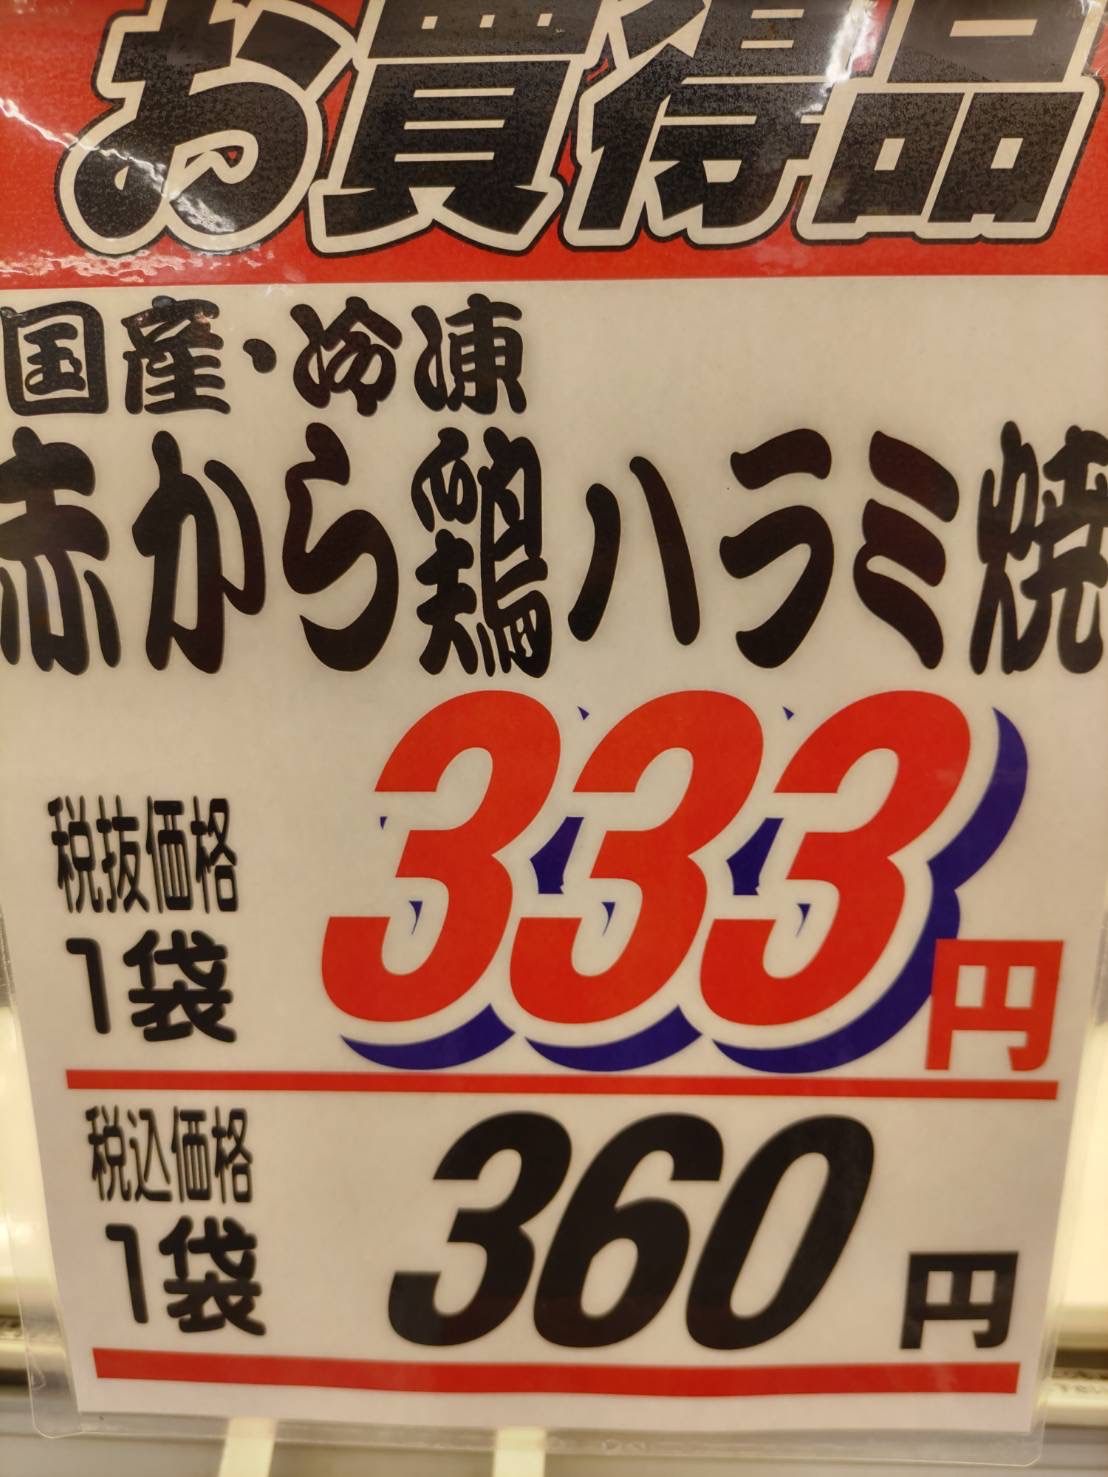 お買得品
国産・冷凍
赤から鶏ハラミ焼
税抜価格
1袋
333円
税込価格
1袋
360円